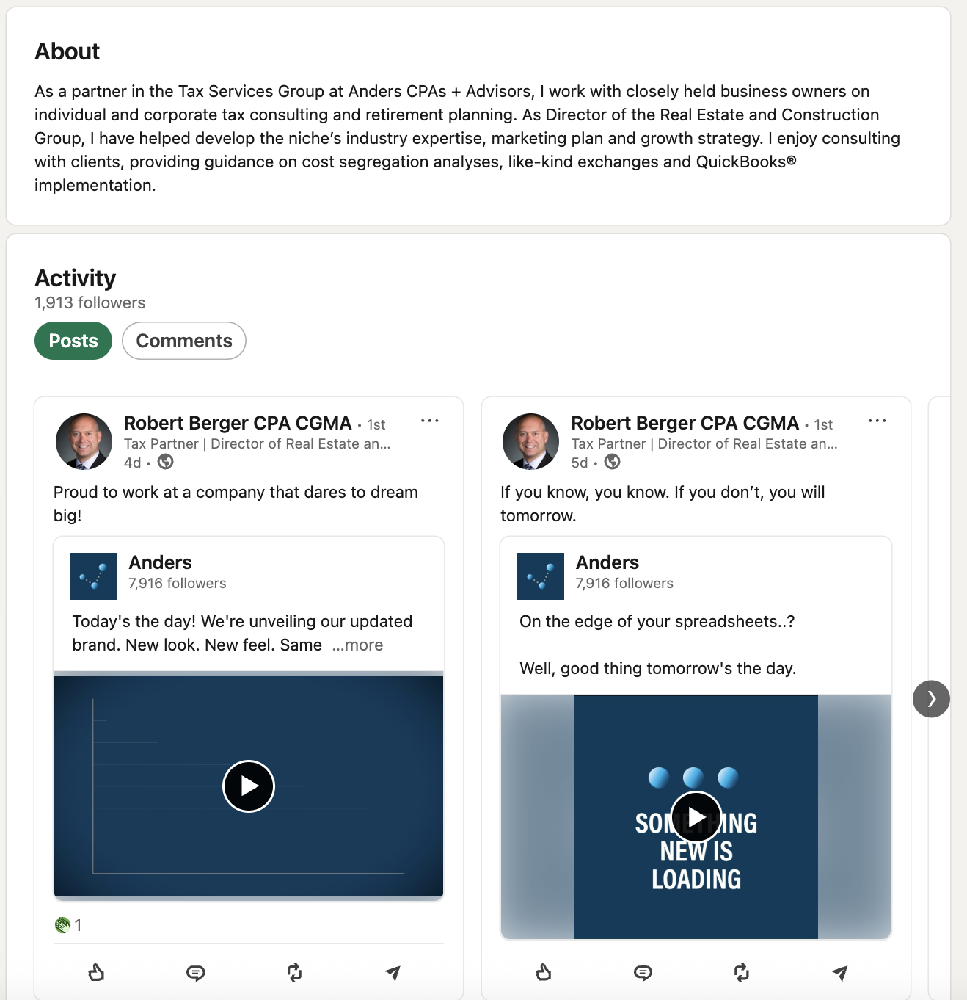 About
As a partner in the Tax Services Group at Anders CPAs + Advisors, I work with closely held business owners on
individual and corporate tax consulting and retirement planning. As Director of the Real Estate and Construction
Group, I have helped develop the niche’s industry expertise, marketing plan and growth strategy. I enjoy consulting
with clients, providing guidance on cost segregation analyses, like-kind exchanges and QuickBooks®
implementation.
Activity
1,913 followers
Posts
Comments
Robert Berger CPA CGMA • 1st
Tax Partner | Director of Real Estate an...
4d •
Proud to work at a company that dares to dream
big!
Anders
7,916 followers
Today's the day! We're unveiling our updated
brand. New look. New feel. Same ...more
1
Robert Berger CPA CGMA • 1st
Tax Partner | Director of Real Estate an...
5d •
If you know, you know. If you don’t, you will
tomorrow.
Anders
7,916 followers
On the edge of your spreadsheets..?
Well, good thing tomorrow's the day.
SOMETHING
NEW IS
LOADING